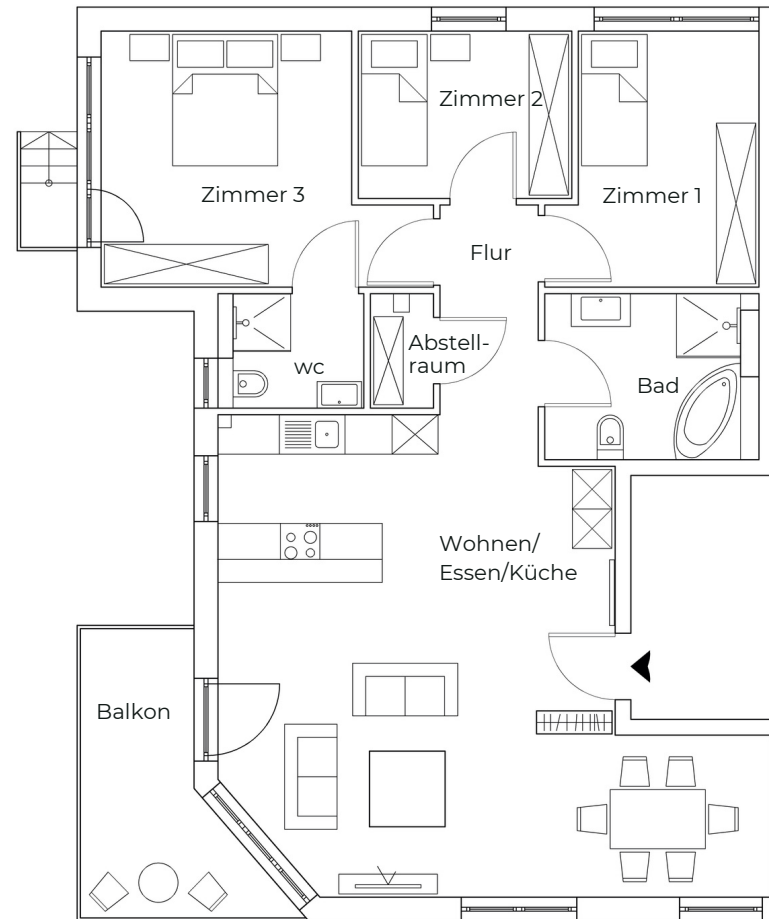 Zimmer 2
Zimmer 3
Zimmer 1
Flur
Abstell-
raum
wc
Bad
Wohnen/
Essen/Küche
Balkon